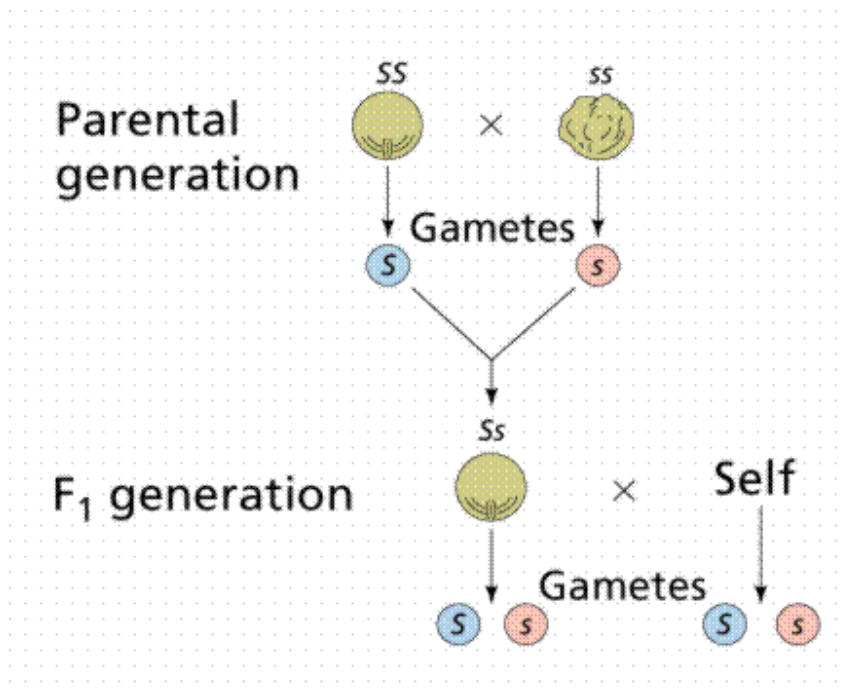 SS
ss
×
Parental
generation
Gametes
S
s
Ss
F₁ generation
×
Self
Gametes
S
s
S
s